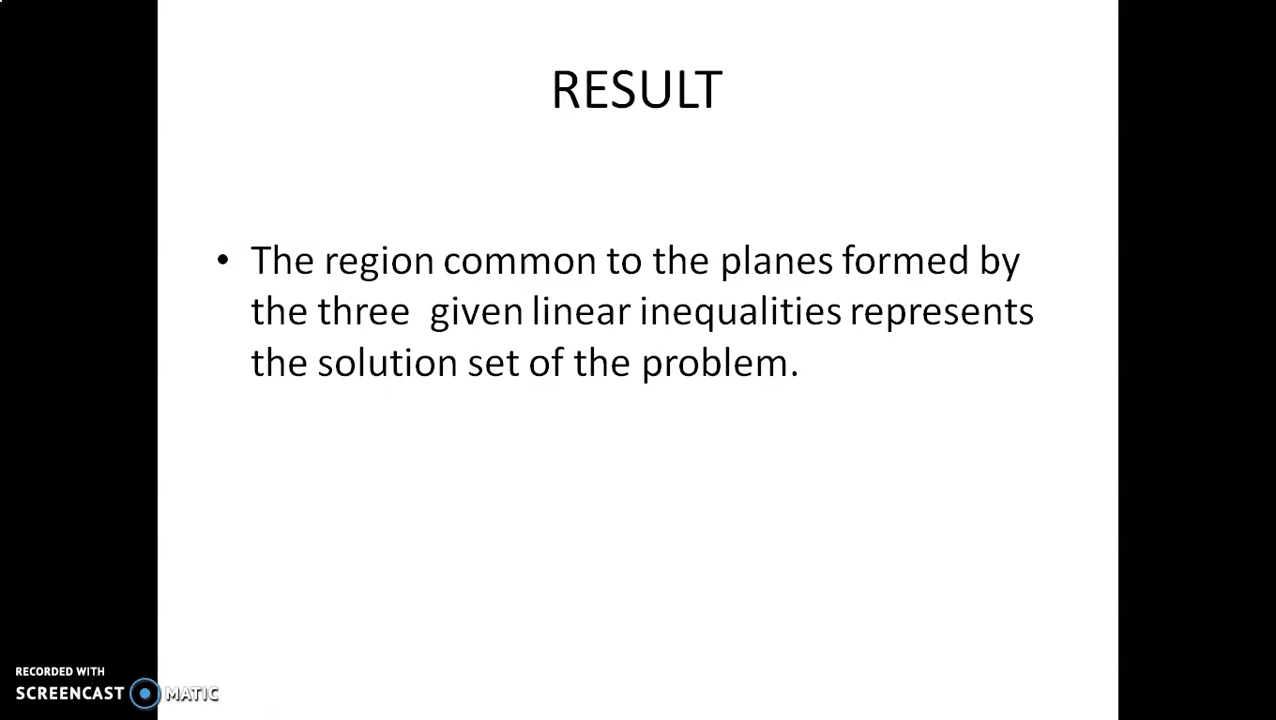 RESULT
• The region common to the planes formed by
the three given linear inequalities represents
the solution set of the problem.
RECORDED WITH
SCREENCAST MATIC